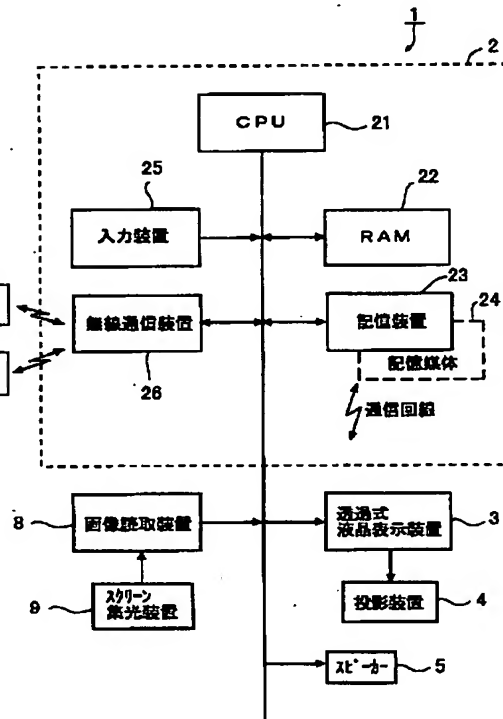 1
2
CPU
21
25
22
入力装置
RAM
23
24
無線通信装置
記憶装置
記憶媒体
26
通信回線
8
画像読取装置
透過式
液晶表示装置
3
9
スクリーン
集光装置
投影装置
4
スピーカー
5